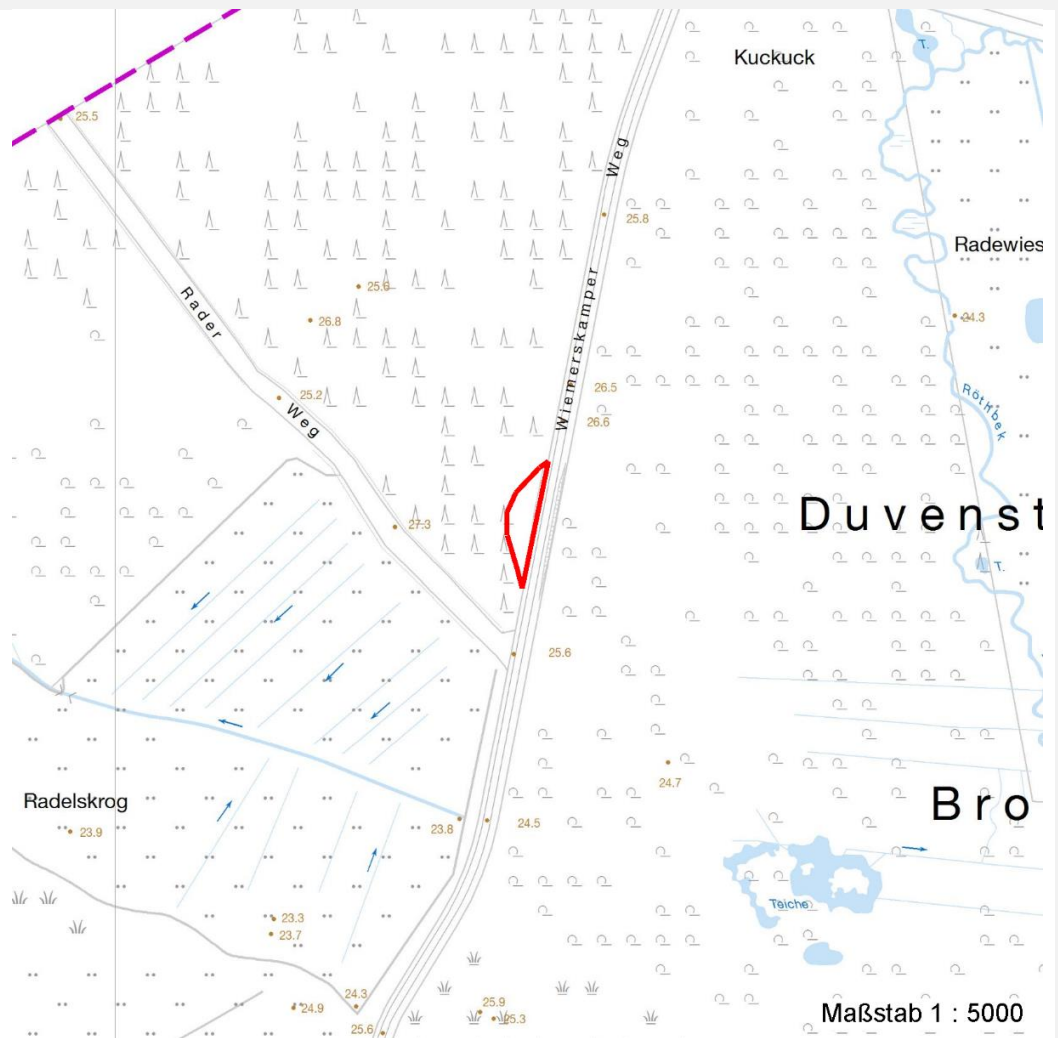 T.
Kuckuck
25.5
Weg
25.8
Radewies
25.6
Rader
26.8
24.3
Wiemerskamper
26.5
25.2
Röthbek
Weg
26.6
Duvenst
27.3
T.
25.6
24.7
Radelskrog
Bro
23.9
23.8
24.5
Teiche
23.3
23.7
24.3
24.9
25.9
25.3
25.6
Maßstab 1 : 5000